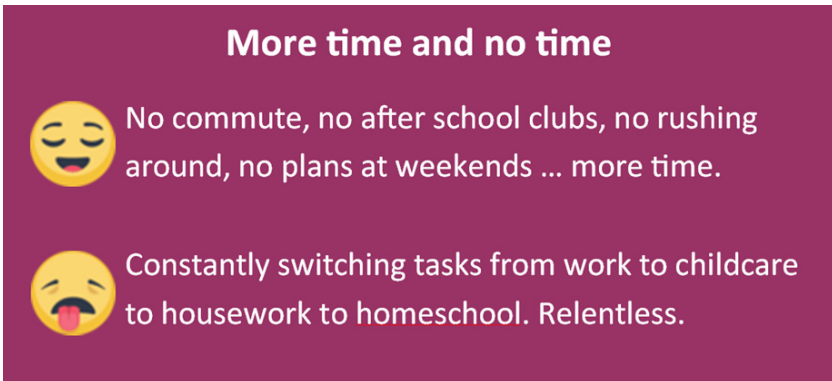 More time and no time
No commute, no after school clubs, no rushing
around, no plans at weekends … more time.
Constantly switching tasks from work to childcare
to housework to homeschool. Relentless.